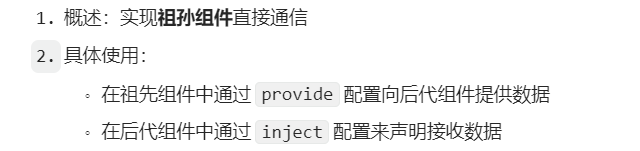 1. 概述：实现祖孙组件直接通信
2. 具体使用：
◦ 在祖先组件中通过 provide 配置向后代组件提供数据
◦ 在后代组件中通过 inject 配置来声明接收数据